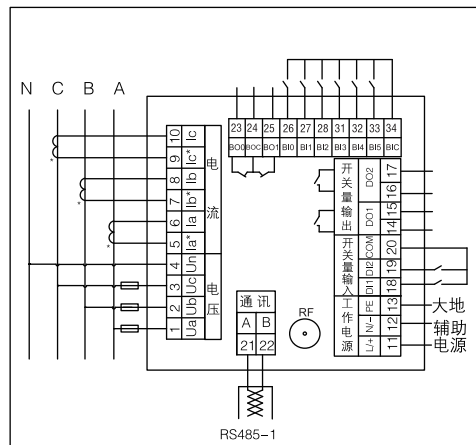 N C B A
23 24 25 26 27 28 31 32 33 34
BO0 BOC BO1 BI0 BI1 BI2 BI3 BI4 BI5 BIC
10 Ic
9 Ic*
8 Ib
7 Ib*
6 Ia
5 Ia*
4 Un
3 Uc
2 Ub
1 Ua
电流
电压
* * *
通讯
A B
21 22
RS485-1
RF
开关量输出
DO2 17
16
DO1 15
14
开关量输入
COM 20
DI2 19
DI1 18
工作电源
PE 13
N/- 12
L/+ 11
大地
辅助
电源